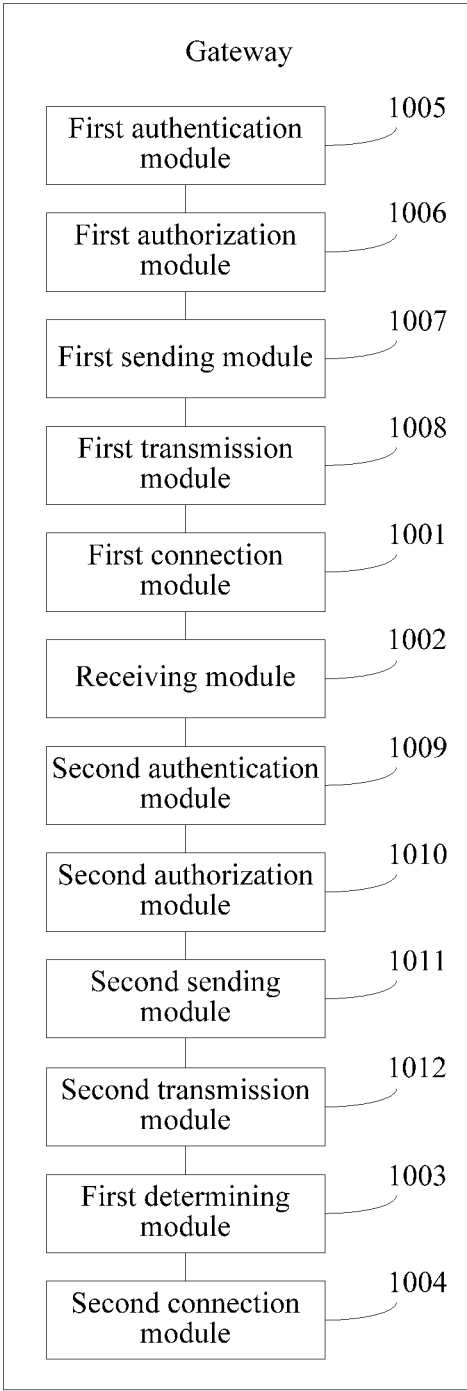 Gateway
First authentication
module
1005
First authorization
module
1006
First sending module
1007
First transmission
module
1008
First connection
module
1001
Receiving module
1002
Second authentication
module
1009
Second authorization
module
1010
Second sending
module
1011
Second transmission
module
1012
First determining
module
1003
Second connection
module
1004